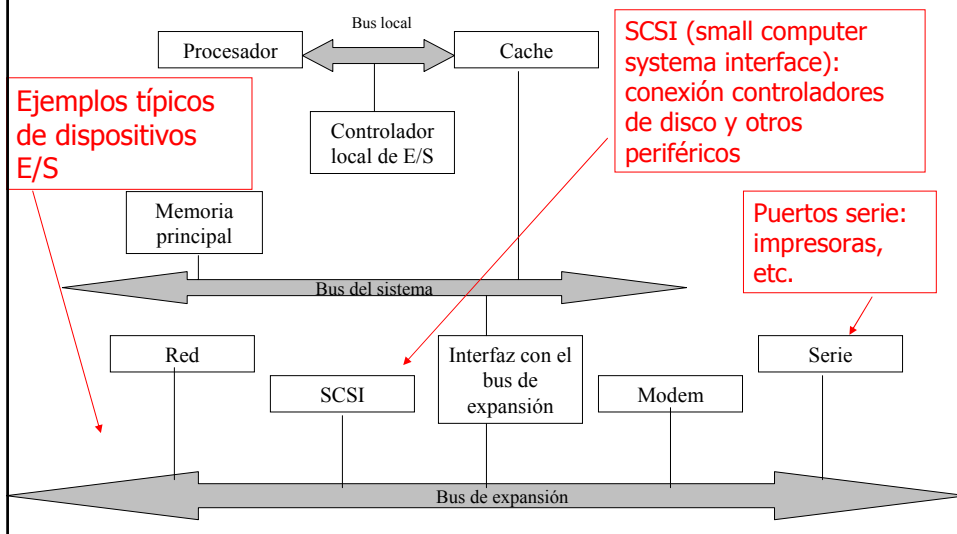 Bus local
Procesador
Cache
SCSI (small computer
systema interface):
conexión controladores
de disco y otros
periféricos
Ejemplos típicos
de dispositivos
E/S
Controlador
local de E/S
Memoria
principal
Puertos serie:
impresoras,
etc.
Bus del sistema
Red
SCSI
Interfaz con el
bus de
expansión
Modem
Serie
Bus de expansión